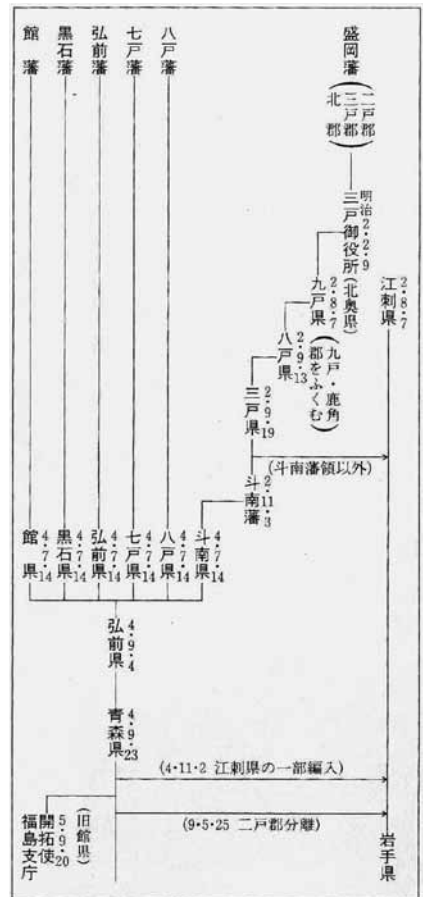 盛岡藩(二戸郡 三戸郡 北郡)
八戸藩
七戸藩
弘前藩
黒石藩
館藩
明治2・2・9
三戸御役所(北奥県)
江刺県 2・8・7
九戸県 2・8・7
(九戸・鹿角郡をふくむ)
八戸県 2・9・13
三戸県 2・9・19
(斗南藩領以外)
斗南藩 2・11・3
斗南県 4・7・14
八戸県 4・7・14
七戸県 4・7・14
弘前県 4・7・14
黒石県 4・7・14
館県 4・7・14
弘前県 4・9・4
青森県 4・9・23
(4・11・2 江刺県の一部編入)
(9・5・25 二戸郡分離)
(旧館県)
5・9・20
開拓使
福島支庁
岩手県